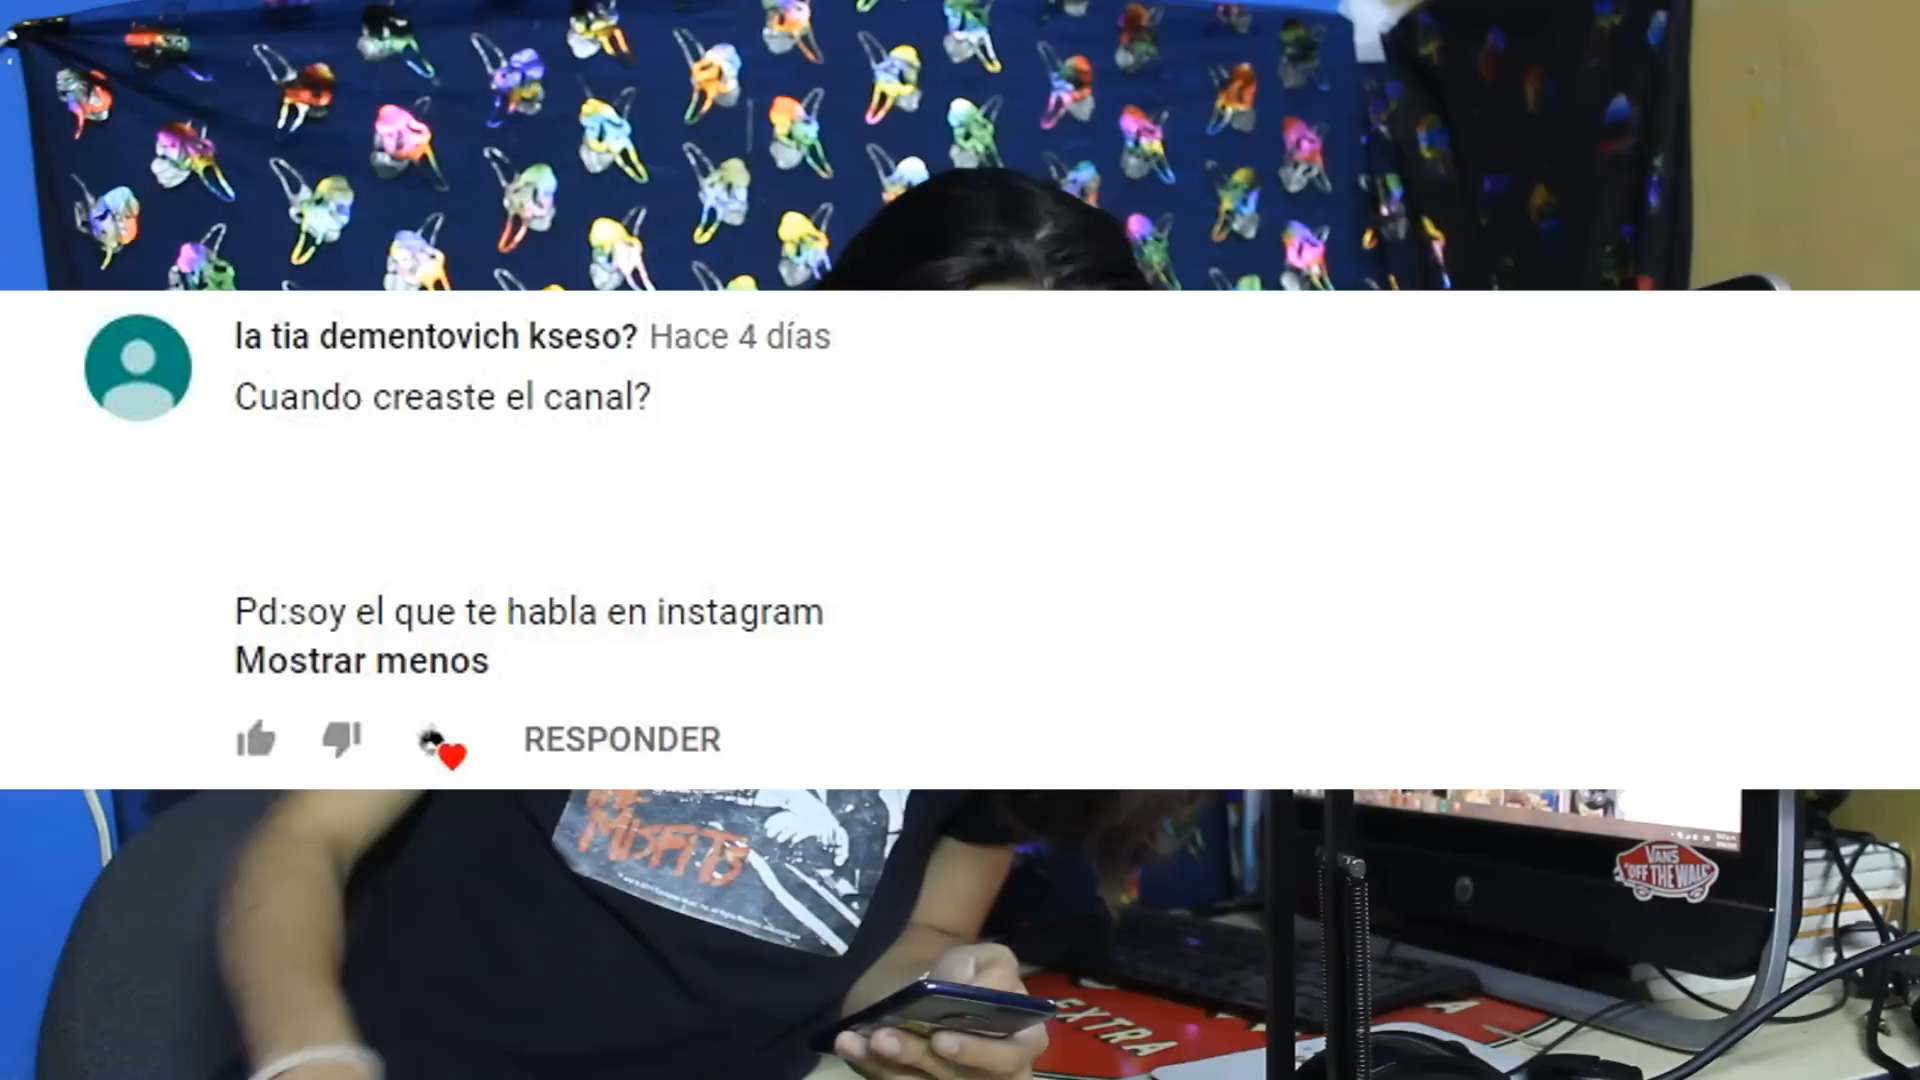 la tia dementovich kseso? Hace 4 días
Cuando creaste el canal?
Pd:soy el que te habla en instagram
Mostrar menos
RESPONDER
MISFITS
VANS
"OFF THE WALL"
EXTRA